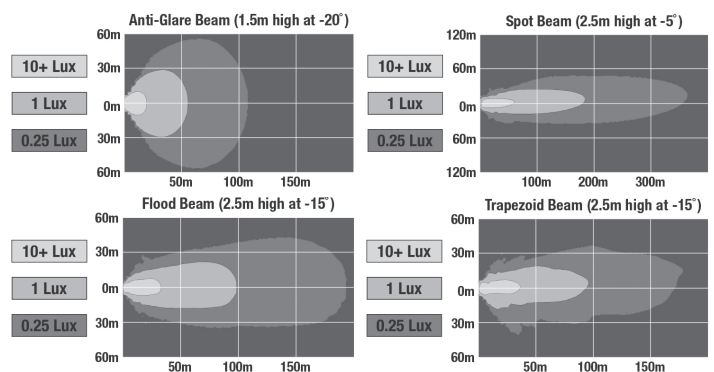 Anti-Glare Beam (1.5m high at -20°)
60m
10+ Lux
30m
1 Lux
0m
0.25 Lux
30m
60m
50m 100m 150m
Spot Beam (2.5m high at -5°)
120m
10+ Lux
60m
1 Lux
0m
0.25 Lux
60m
120m
100m 200m 300m
Flood Beam (2.5m high at -15°)
60m
10+ Lux
30m
1 Lux
0m
0.25 Lux
30m
60m
50m 100m 150m
Trapezoid Beam (2.5m high at -15°)
60m
10+ Lux
30m
1 Lux
0m
0.25 Lux
30m
60m
50m 100m 150m